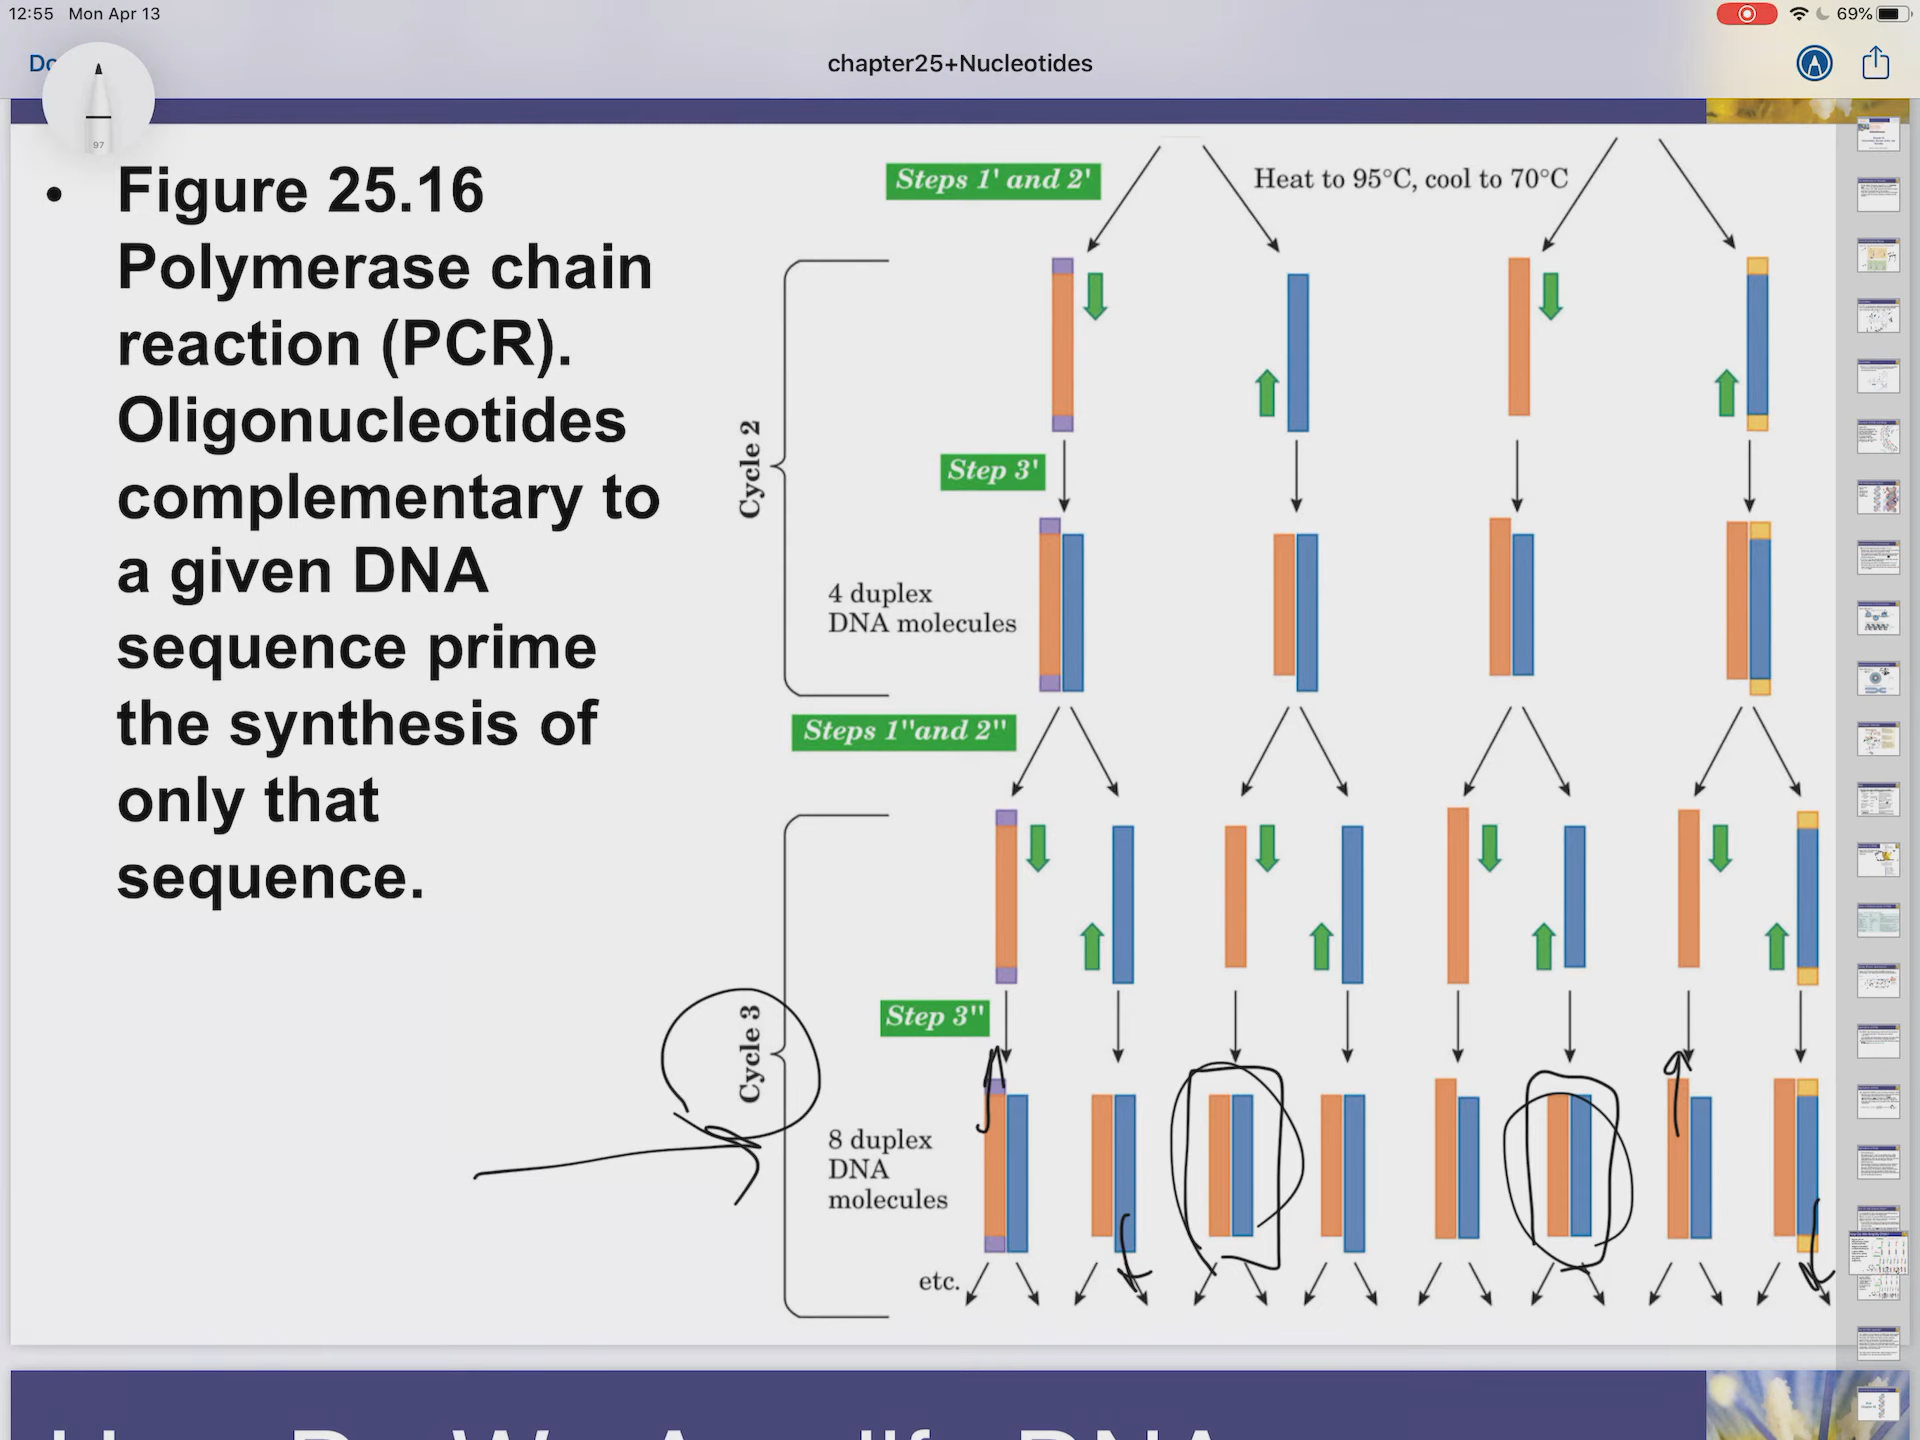 12:55 Mon Apr 13
69%
chapter25+Nucleotides
97
• Figure 25.16
Polymerase chain
reaction (PCR).
Oligonucleotides
complementary to
a given DNA
sequence prime
the synthesis of
only that
sequence.
Steps 1' and 2'
Heat to 95°C, cool to 70°C
Cycle 2
Step 3'
4 duplex
DNA molecules
Steps 1"and 2"
Cycle 3
Step 3"
8 duplex
DNA
molecules
etc.